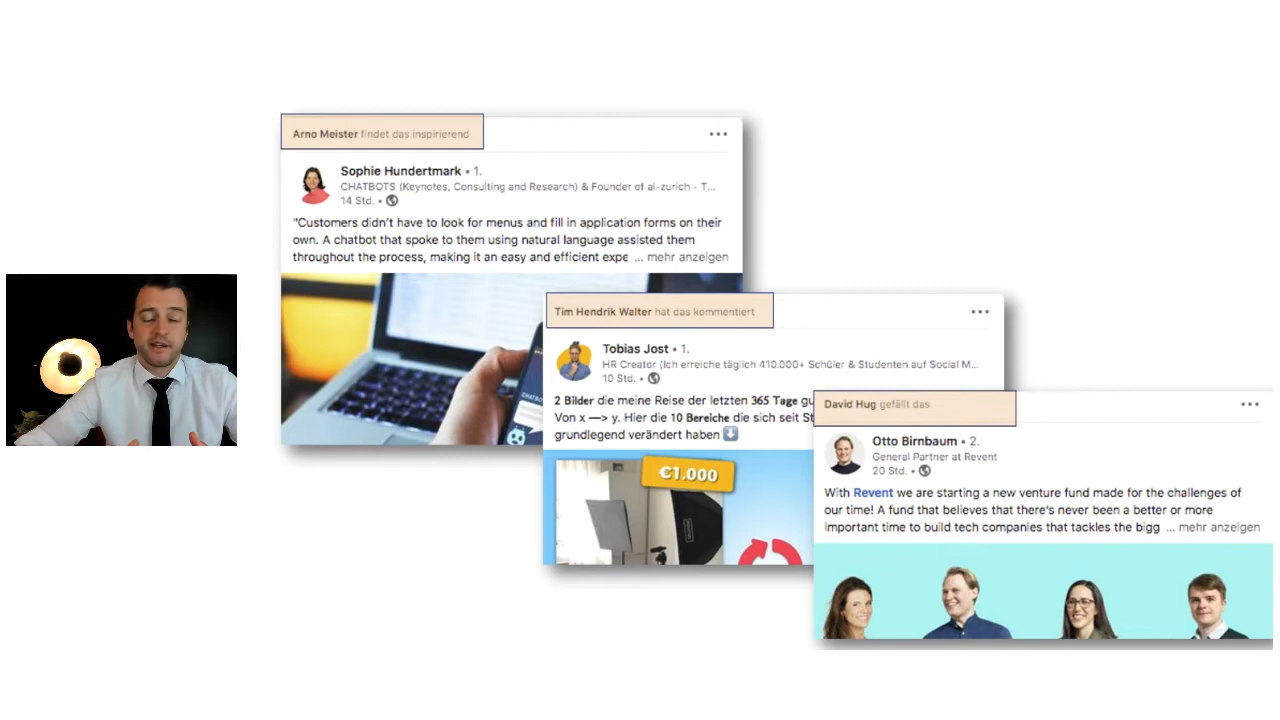 Arno Meister findet das inspirierend
Sophie Hundertmark • 1.
CHATBOTS (Keynotes, Consulting and Research) & Founder of ai-zurich - T...
14 Std. •
"Customers didn't have to look for menus and fill in application forms on their
own. A chatbot that spoke to them using natural language assisted them
throughout the process, making it an easy and efficient expe ... mehr anzeigen
Tim Hendrik Walter hat das kommentiert
Tobias Jost • 1.
HR Creator (Ich erreiche täglich 410.000+ Schüler & Studenten auf Social M...
10 Std. •
2 Bilder die meine Reise der letzten 365 Tage gu
Von x —> y. Hier die 10 Bereiche die sich seit St
grundlegend verändert haben ⬇️
€1.000
David Hug gefällt das
Otto Birnbaum • 2.
General Partner at Revent
20 Std. •
With Revent we are starting a new venture fund made for the challenges of
our time! A fund that believes that there's never been a better or more
important time to build tech companies that tackles the bigg ... mehr anzeigen